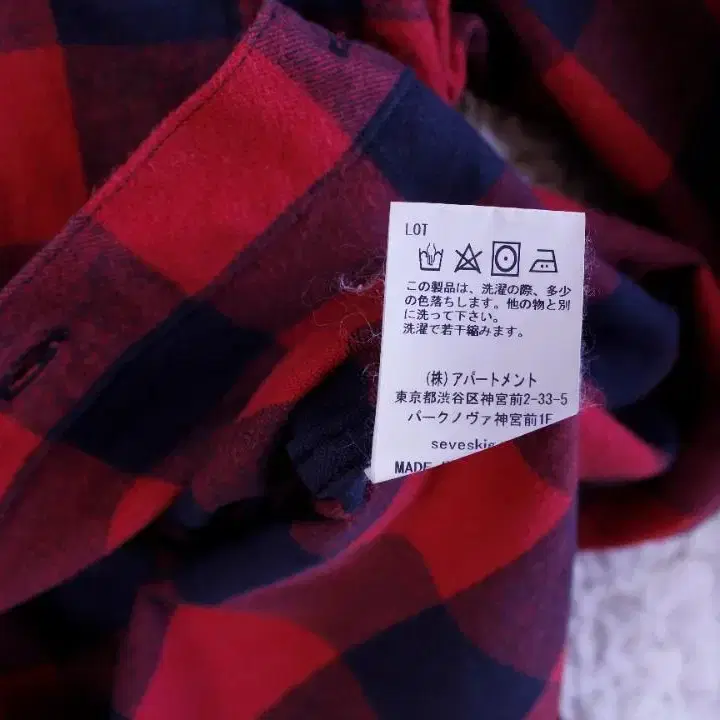 LOT
この製品は、洗濯の際、多少
の色落ちします。他の物と別
に洗って下さい。
洗濯で若干縮みます。
(株)アパートメント
東京都渋谷区神宮前2-33-5
パークノヴァ神宮前1F
seveskig
MADE